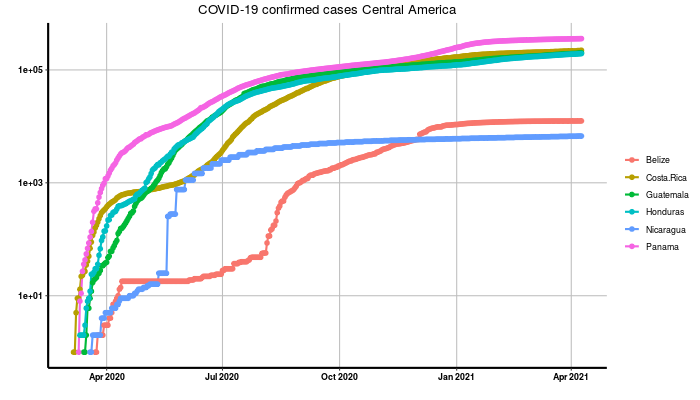 COVID-19 confirmed cases Central America
1e+05
1e+03
1e+01
Apr 2020
Jul 2020
Oct 2020
Jan 2021
Apr 2021
Belize
Costa.Rica
Guatemala
Honduras
Nicaragua
Panama